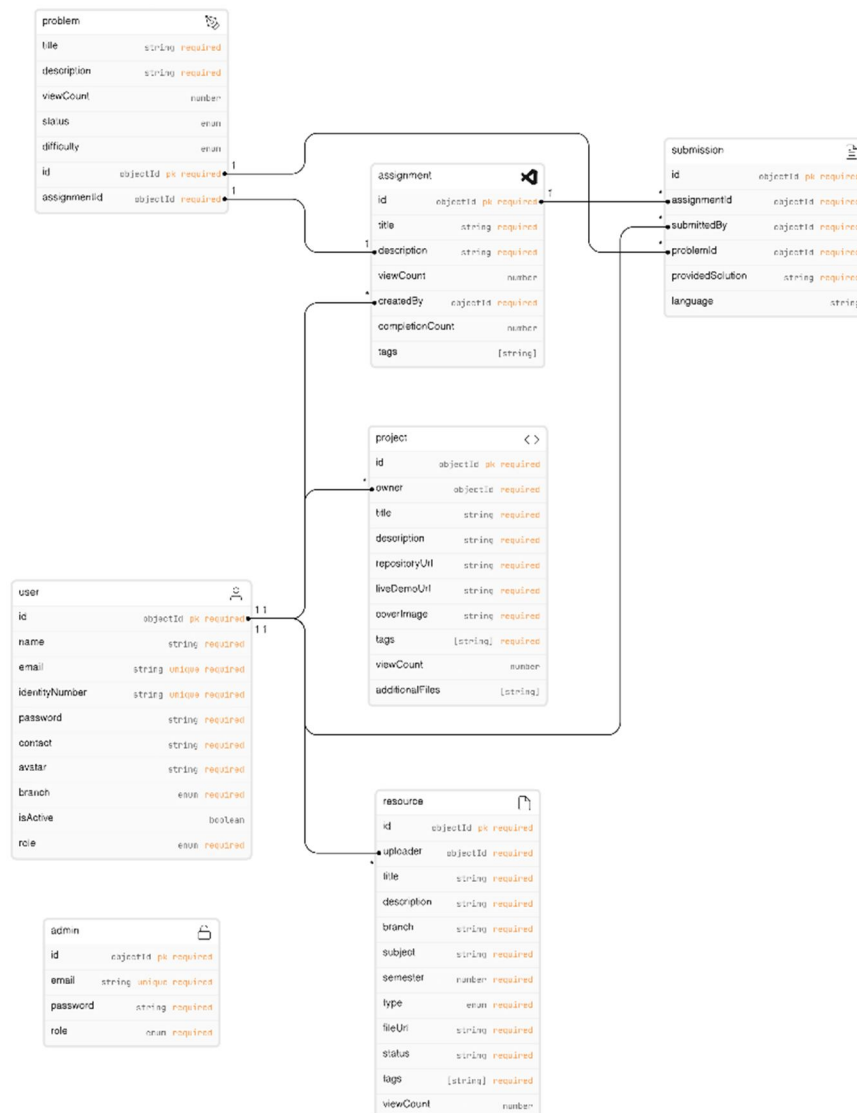 problem
title string required
description string required
viewCount number
status enum
difficulty enum
id objectId pk required
assignmentId objectId required
1
1
assignment
id objectId pk required
title string required
description string required
viewCount number
createdBy objectId required
completionCount number
tags [string]
1
1
*
submission
id objectId pk required
assignmentId objectId required
submittedBy objectId required
problemId objectId required
providedSolution string required
language string
*
*
*
project
id objectId pk required
owner objectId required
title string required
description string required
repositoryUrl string required
liveDemoUrl string required
coverImage string required
tags [string] required
viewCount number
additionalFiles [string]
*
user
id objectId pk required
name string required
email string unique required
identityNumber string unique required
password string required
contact string required
avatar string required
branch enum required
isActive boolean
role enum required
1 1
1 1
resource
id objectId pk required
uploader objectId required
title string required
description string required
branch string required
subject string required
semester number required
type enum required
fileUrl string required
status string required
tags [string] required
viewCount number
*
admin
id objectId pk required
email string unique required
password string required
role enum required